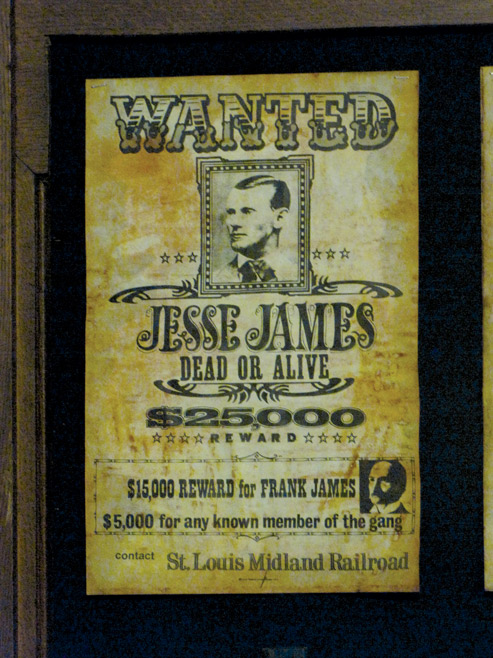 WANTED
JESSE JAMES
DEAD OR ALIVE
$25,000
REWARD
$15,000 REWARD for FRANK JAMES
$5,000 for any known member of the gang
contact St. Louis Midland Railroad